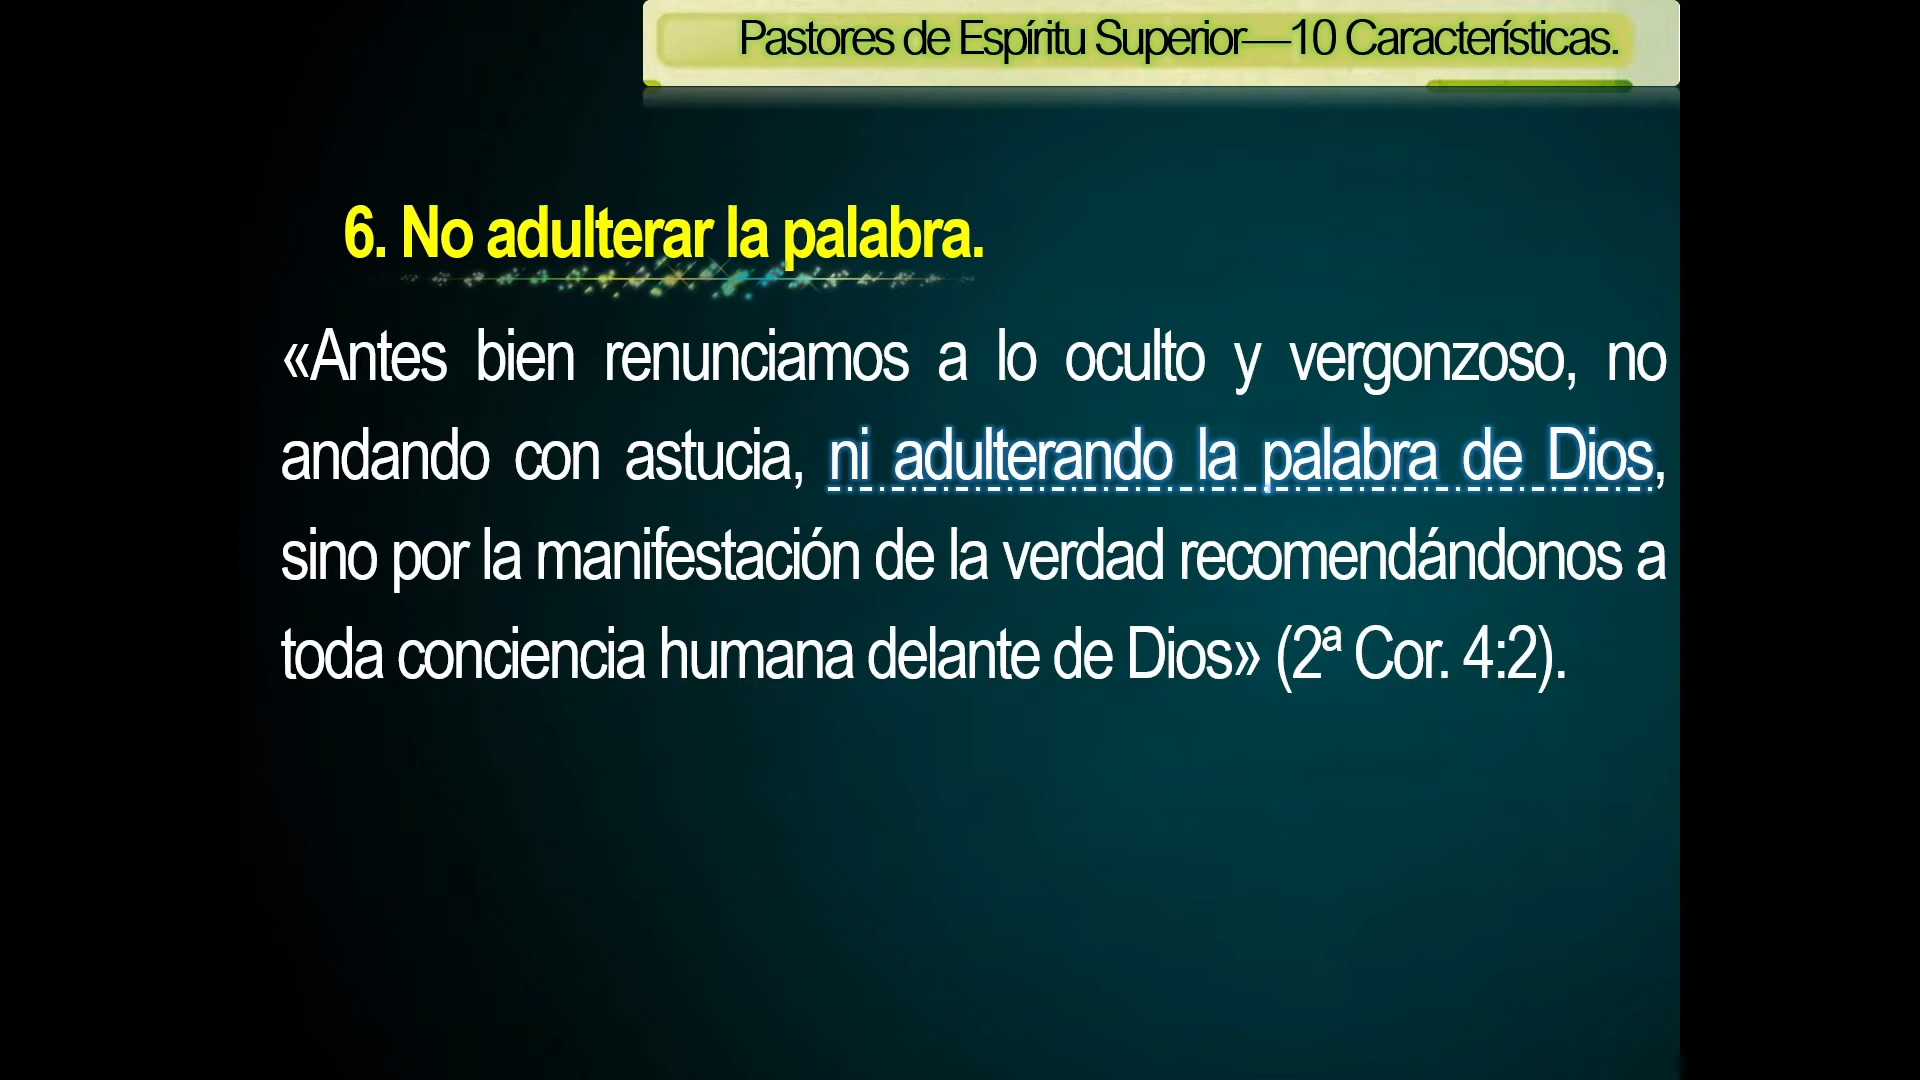 Pastores de Espíritu Superior—10 Características.
6. No adulterar la palabra.
«Antes bien renunciamos a lo oculto y vergonzoso, no
andando con astucia, ni adulterando la palabra de Dios,
sino por la manifestación de la verdad recomendándonos a
toda conciencia humana delante de Dios» (2ª Cor. 4:2).